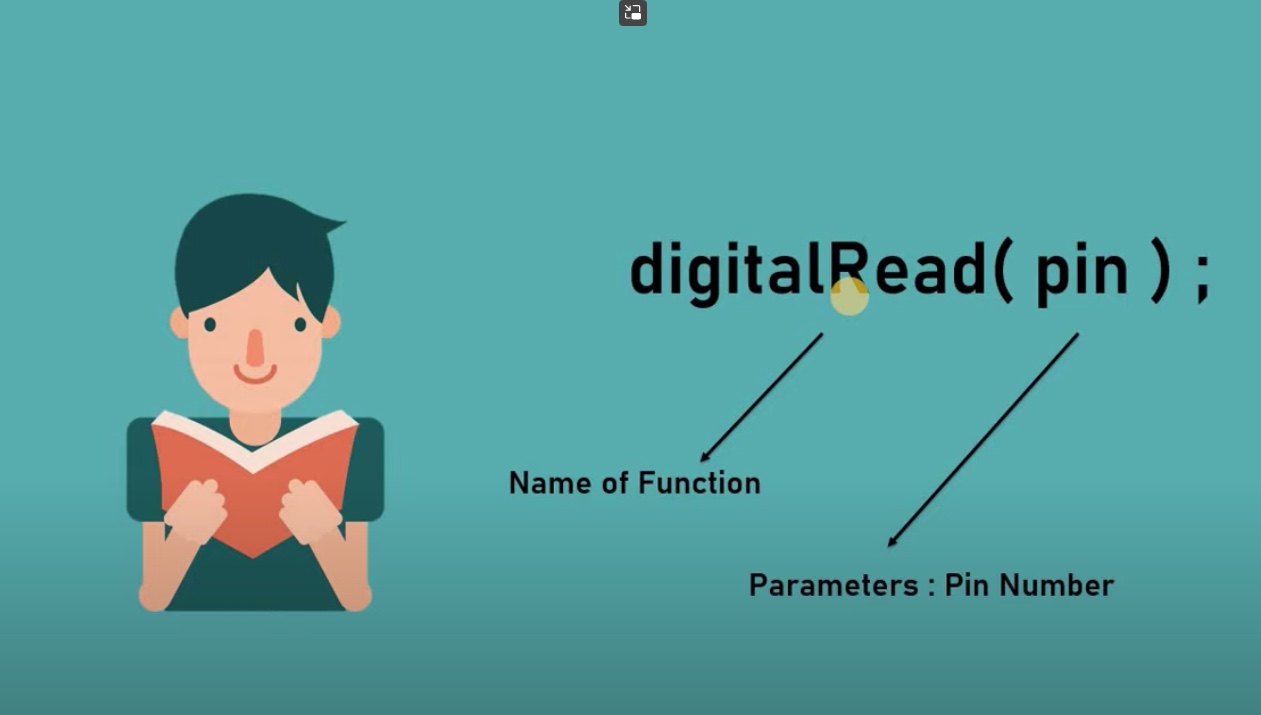 digitalRead( pin ) ;
Name of Function
Parameters : Pin Number